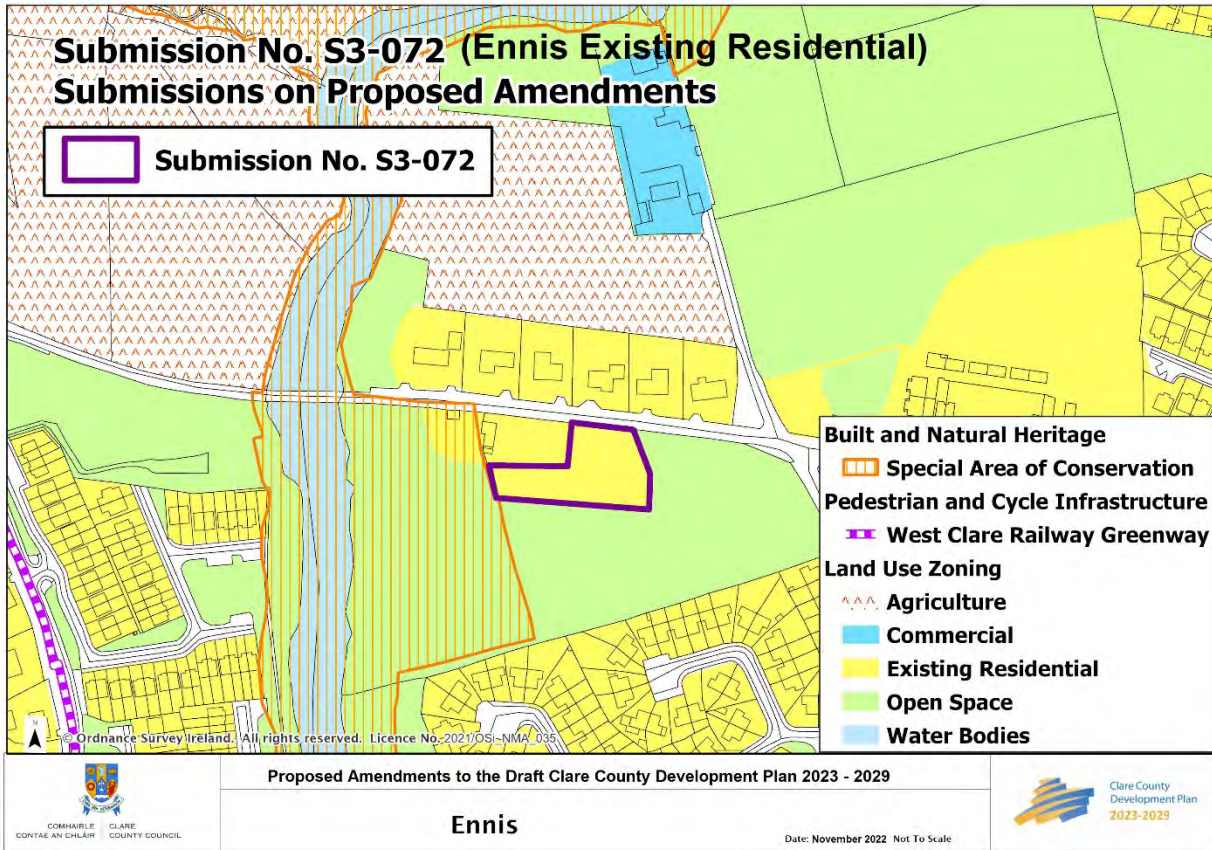 Submission No. S3-072 (Ennis Existing Residential)
Submissions on Proposed Amendments
Submission No. S3-072
Built and Natural Heritage
Special Area of Conservation
Pedestrian and Cycle Infrastructure
West Clare Railway Greenway
Land Use Zoning
Agriculture
Commercial
Existing Residential
Open Space
Water Bodies
N
© Ordnance Survey Ireland. All rights reserved. Licence No. 2021/OSi_NMA_035
Proposed Amendments to the Draft Clare County Development Plan 2023 - 2029
Ennis
Date: November 2022 Not To Scale
COMHAIRLE CLARE
CONTAE AN CHLÁIR COUNTY COUNCIL
Clare County
Development Plan
2023-2029